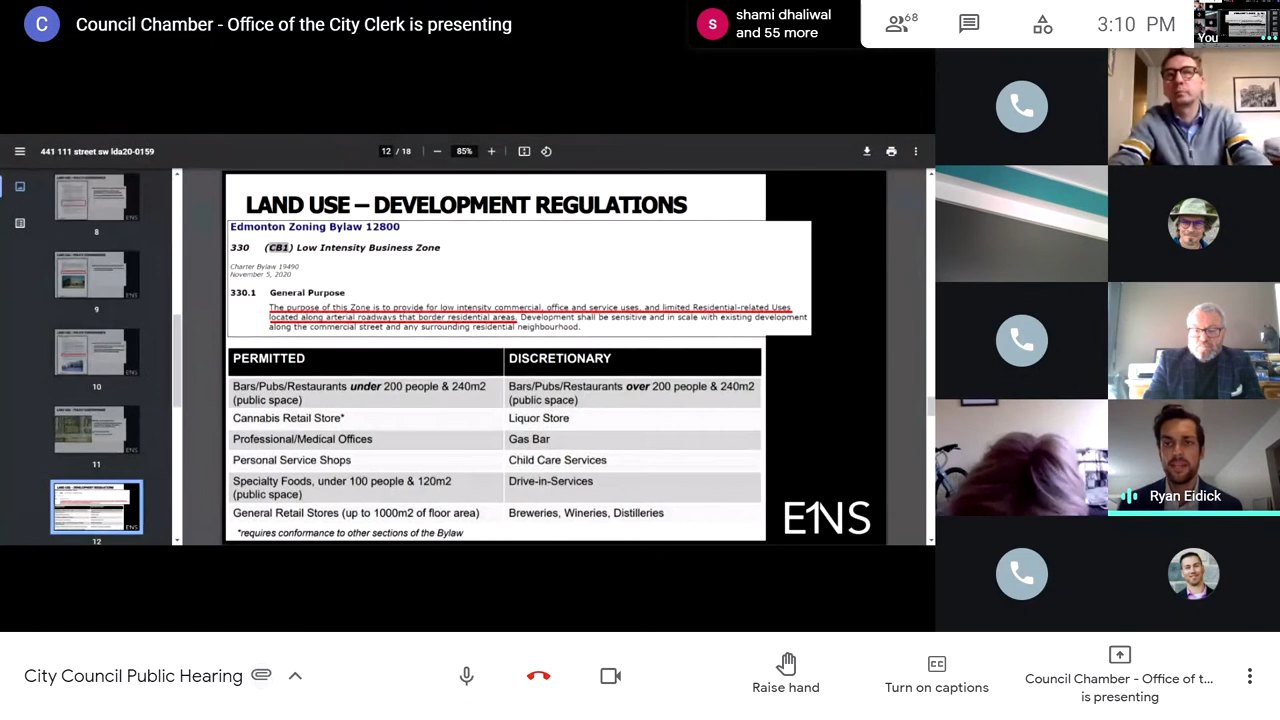 C
Council Chamber - Office of the City Clerk is presenting
S
shami dhaliwal
and 55 more
68
3:10 PM
You
441 111 street sw lda20-0159
12 / 18
85%
8
9
10
11
12
LAND USE – DEVELOPMENT REGULATIONS
Edmonton Zoning Bylaw 12800
330 (CB1) Low Intensity Business Zone
Charter Bylaw 19490
November 5, 2020
330.1 General Purpose
The purpose of this Zone is to provide for low intensity commercial, office and service uses, and limited Residential-related Uses
located along arterial roadways that border residential areas. Development shall be sensitive and in scale with existing development
along the commercial street and any surrounding residential neighbourhood.
PERMITTED DISCRETIONARY
Bars/Pubs/Restaurants under 200 people & 240m2 (public space) Bars/Pubs/Restaurants over 200 people & 240m2 (public space)
Cannabis Retail Store* Liquor Store
Professional/Medical Offices Gas Bar
Personal Service Shops Child Care Services
Specialty Foods, under 100 people & 120m2 (public space) Drive-in-Services
General Retail Stores (up to 1000m2 of floor area) Breweries, Wineries, Distilleries
*requires conformance to other sections of the Bylaw
ENS
Ryan Eidick
City Council Public Hearing
Raise hand
Turn on captions
Council Chamber - Office of t...
is presenting